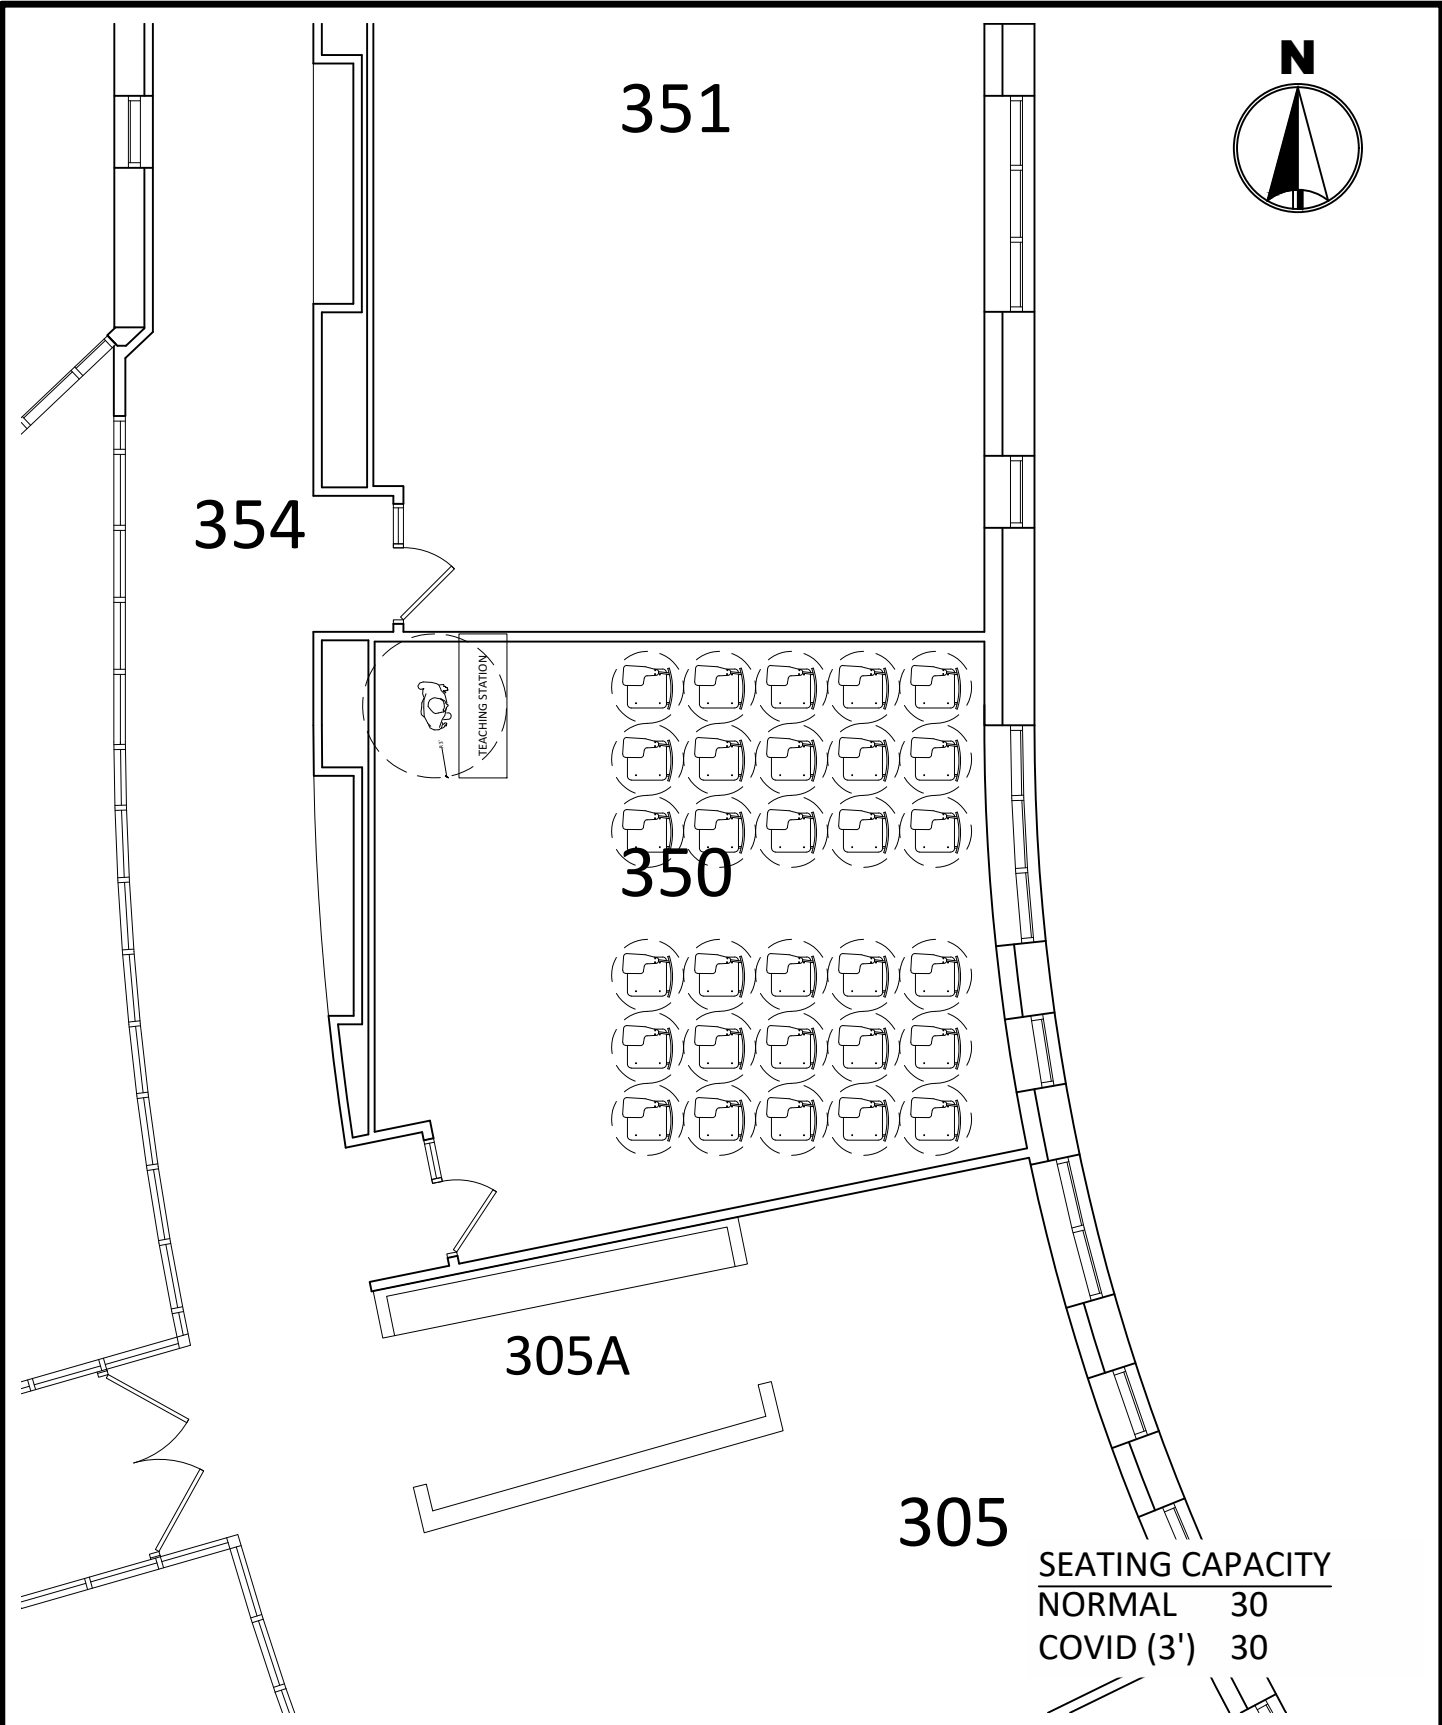 N
351
354
TEACHING STATION
350
305A
305
SEATING CAPACITY
NORMAL 30
COVID (3') 30